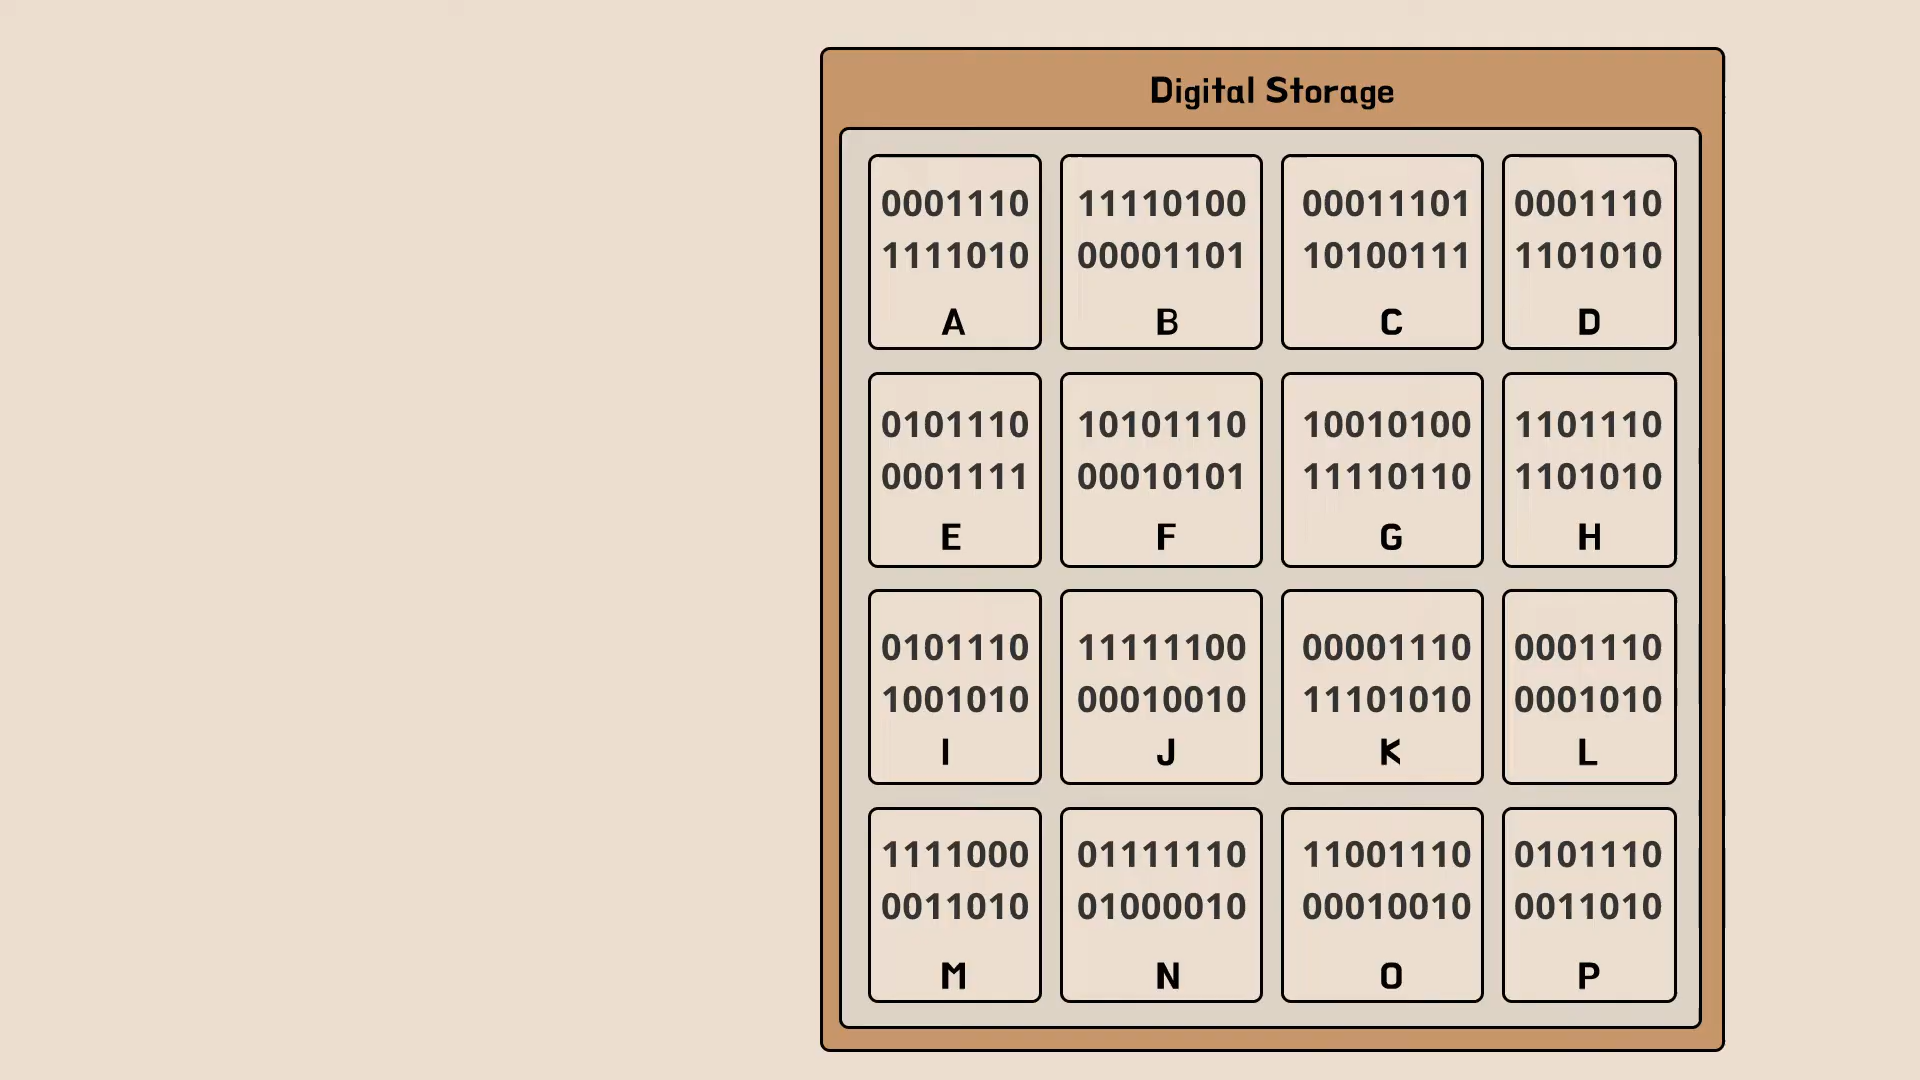 Digital Storage
0001110
1111010
A
11110100
00001101
B
00011101
10100111
C
0001110
1101010
D
0101110
0001111
E
10101110
00010101
F
10010100
11110110
G
1101110
1101010
H
0101110
1001010
I
11111100
00010010
J
00001110
11101010
K
0001110
0001010
L
1111000
0011010
M
01111110
01000010
N
11001110
00010010
O
0101110
0011010
P